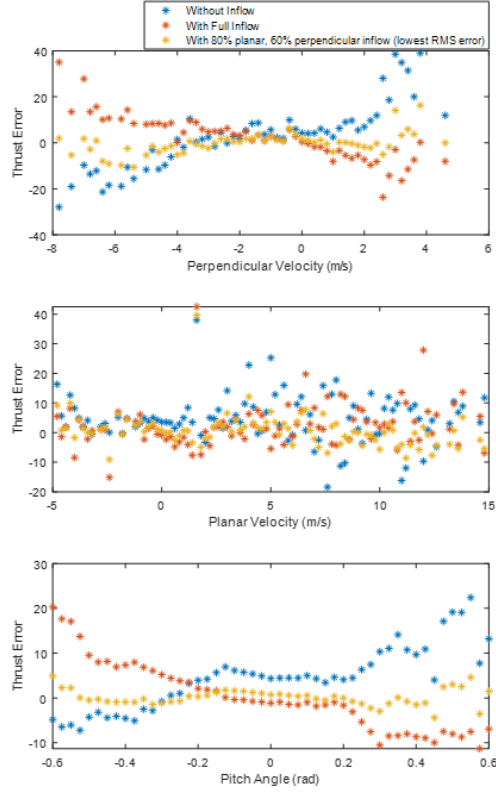 Without Inflow
With Full Inflow
With 80% planar, 60% perpendicular inflow (lowest RMS error)
40
20
0
-20
-40
Thrust Error
-8 -6 -4 -2 0 2 4 6
Perpendicular Velocity (m/s)
40
30
20
10
0
-10
-20
Thrust Error
-5 0 5 10 15
Planar Velocity (m/s)
30
20
10
0
-10
Thrust Error
-0.6 -0.4 -0.2 0 0.2 0.4 0.6
Pitch Angle (rad)